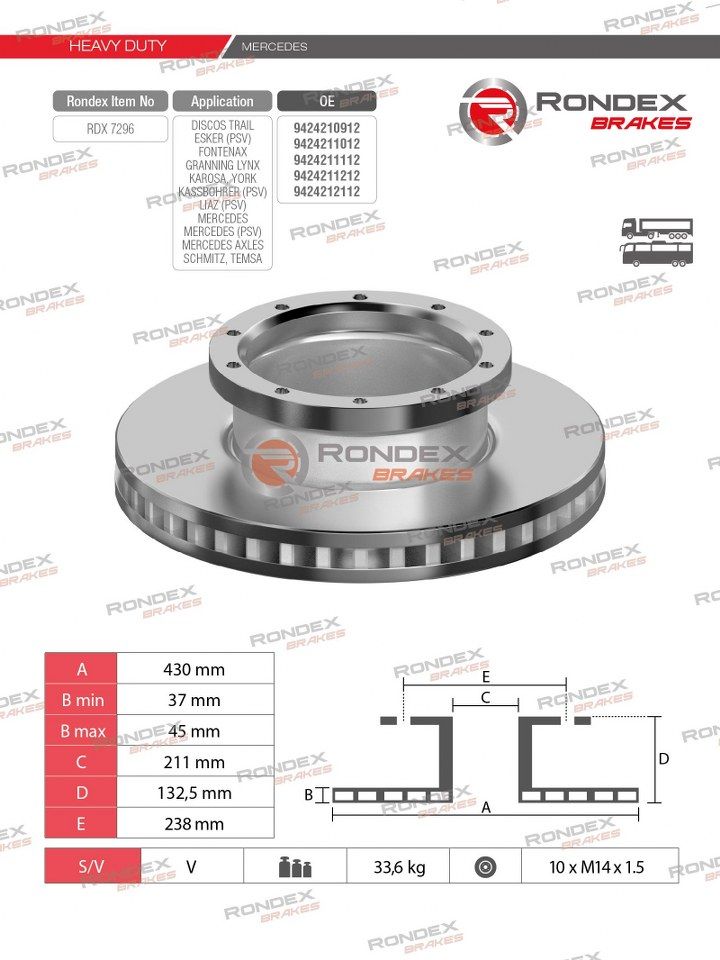 HEAVY DUTY
MERCEDES
Rondex Item No
RDX 7296
Application
DISCOS TRAIL
ESKER (PSV)
FONTENAX
GRANNING LYNX
KAROSA, YORK
KASSBOHRER (PSV)
LIAZ (PSV)
MERCEDES
MERCEDES (PSV)
MERCEDES AXLES
SCHMITZ, TEMSA
OE
9424210912
9424211012
9424211112
9424211212
9424212112
RONDEX
BRAKES
RONDEX
BRAKES
A 430 mm
B min 37 mm
B max 45 mm
C 211 mm
D 132,5 mm
E 238 mm
E
C
D
B
A
S/V V 33,6 kg 10 x M14 x 1.5